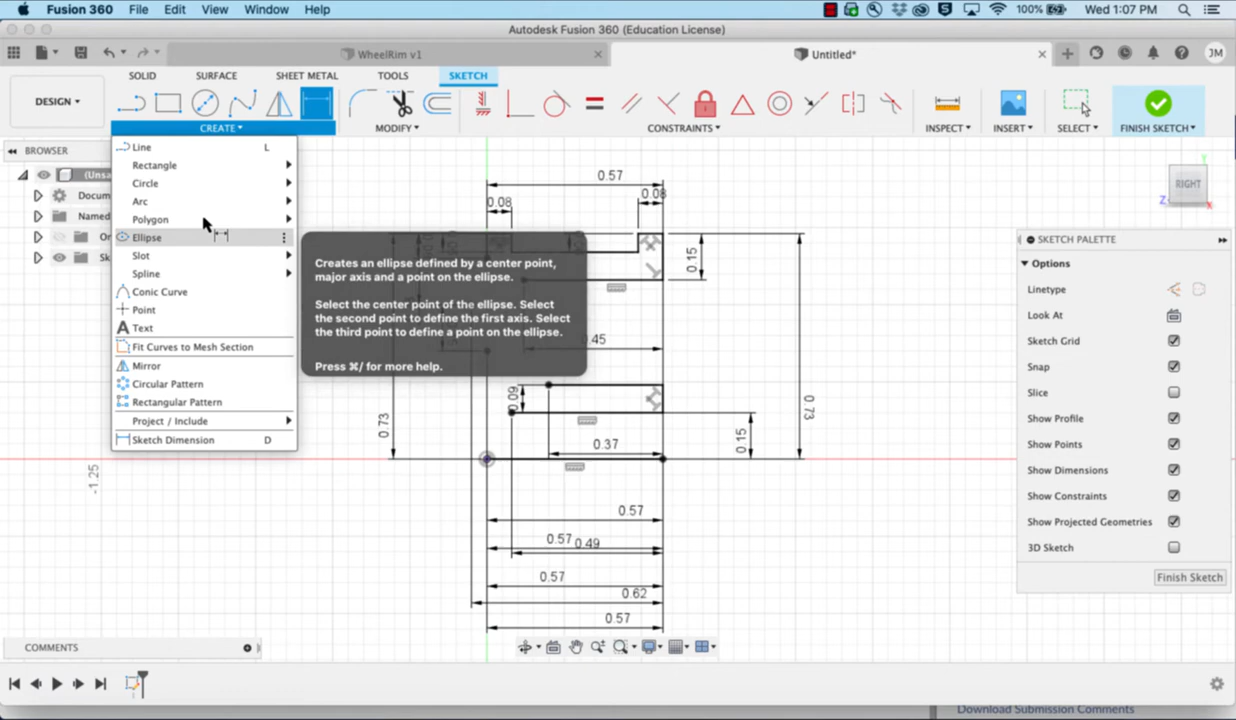 Fusion 360 File Edit View Window Help 100% Wed 1:07 PM
Autodesk Fusion 360 (Education License)
WheelRim v1
Untitled*
JM
SOLID SURFACE SHEET METAL TOOLS SKETCH
DESIGN
CREATE MODIFY CONSTRAINTS INSPECT INSERT SELECT FINISH SKETCH
BROWSER
(Unsa
Docum
Named
Or
Sk
Line L
Rectangle
Circle
Arc
Polygon
Ellipse
Slot
Spline
Conic Curve
Point
Text
Fit Curves to Mesh Section
Mirror
Circular Pattern
Rectangular Pattern
Project / Include
Sketch Dimension D
Creates an ellipse defined by a center point,
major axis and a point on the ellipse.
Select the center point of the ellipse. Select
the second point to define the first axis. Select
the third point to define a point on the ellipse.
Press ⌘/ for more help.
0.57
0.08
0.08
0.15
.45
0.09
0.73
0.73
0.37
0.15
-1.25
0.57
0.57
0.49
0.57
0.62
0.57
RIGHT
Y
Z
X
SKETCH PALETTE
Options
Linetype
Look At
Sketch Grid
Snap
Slice
Show Profile
Show Points
Show Dimensions
Show Constraints
Show Projected Geometries
3D Sketch
Finish Sketch
COMMENTS
Download Submission Comments